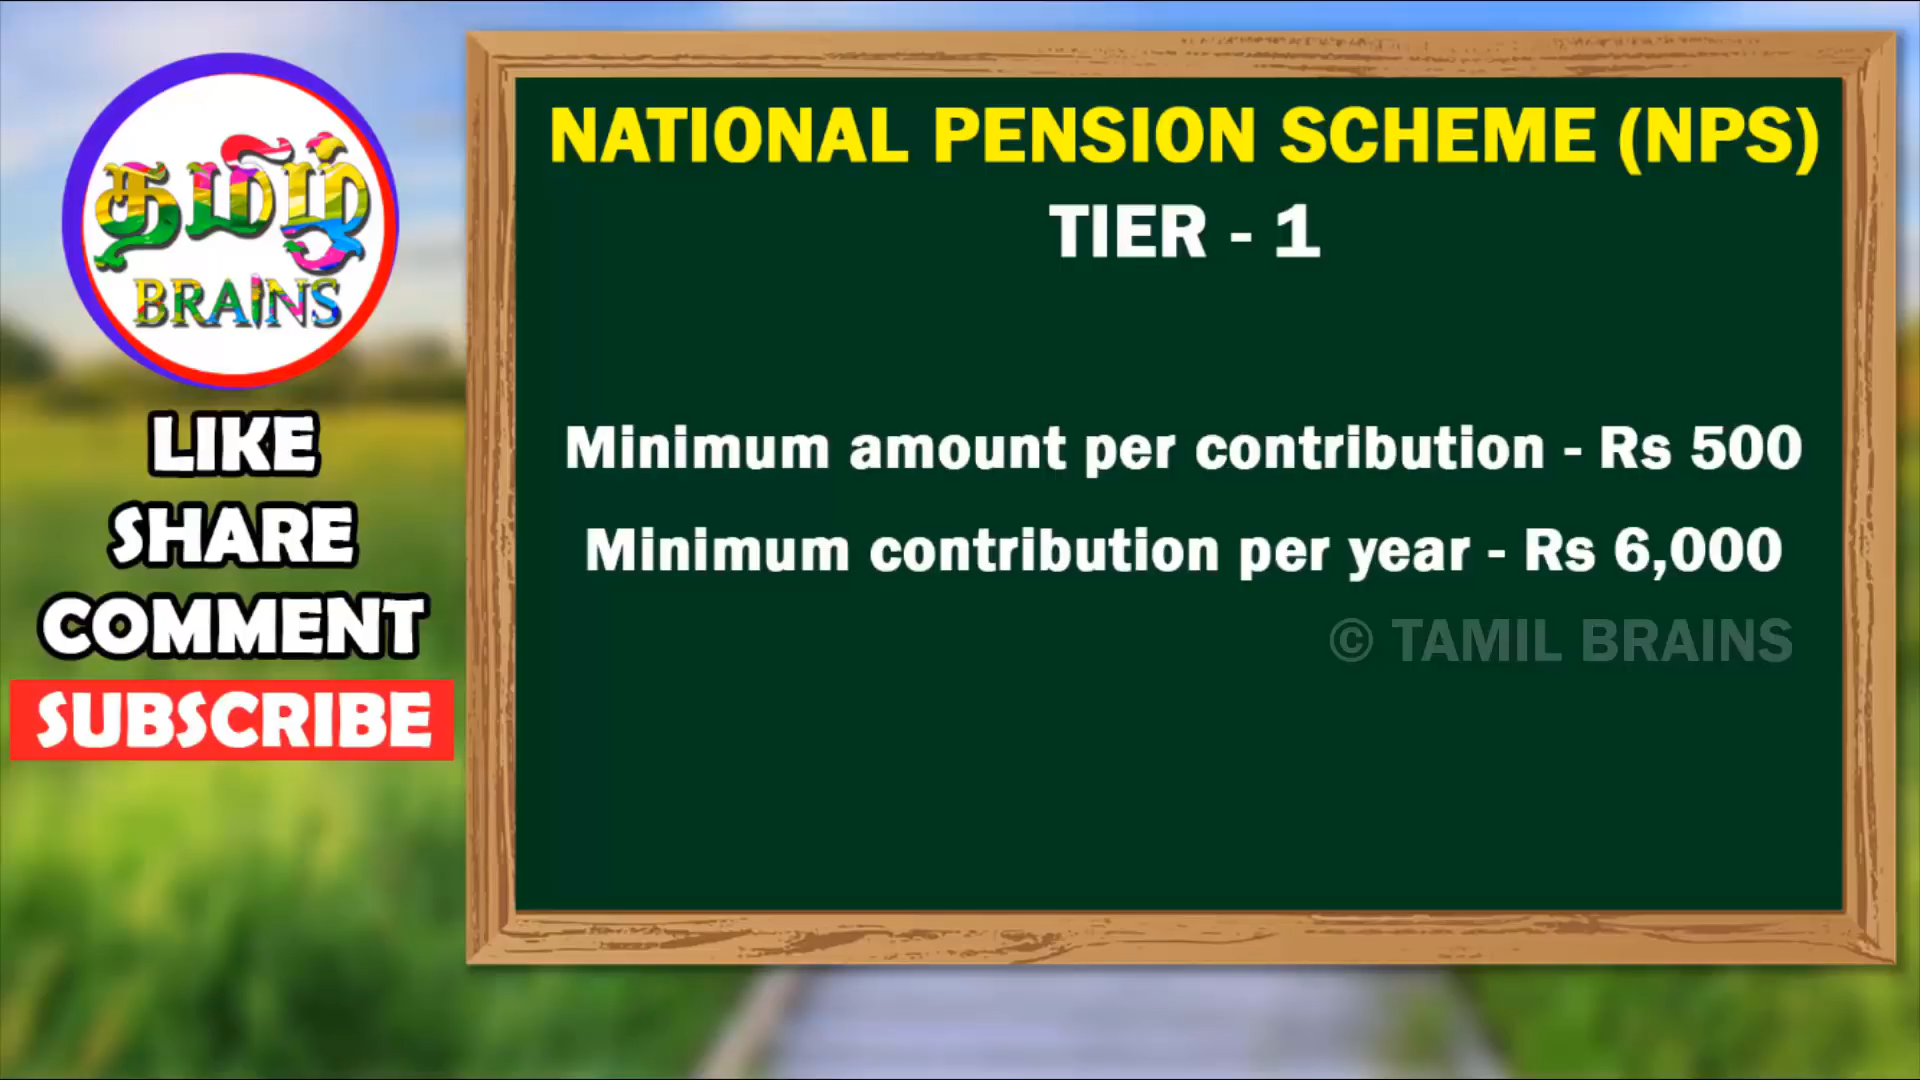 தமிழ்
BRAINS
LIKE
SHARE
COMMENT
SUBSCRIBE
NATIONAL PENSION SCHEME (NPS)
TIER - 1
Minimum amount per contribution - Rs 500
Minimum contribution per year - Rs 6,000
© TAMIL BRAINS